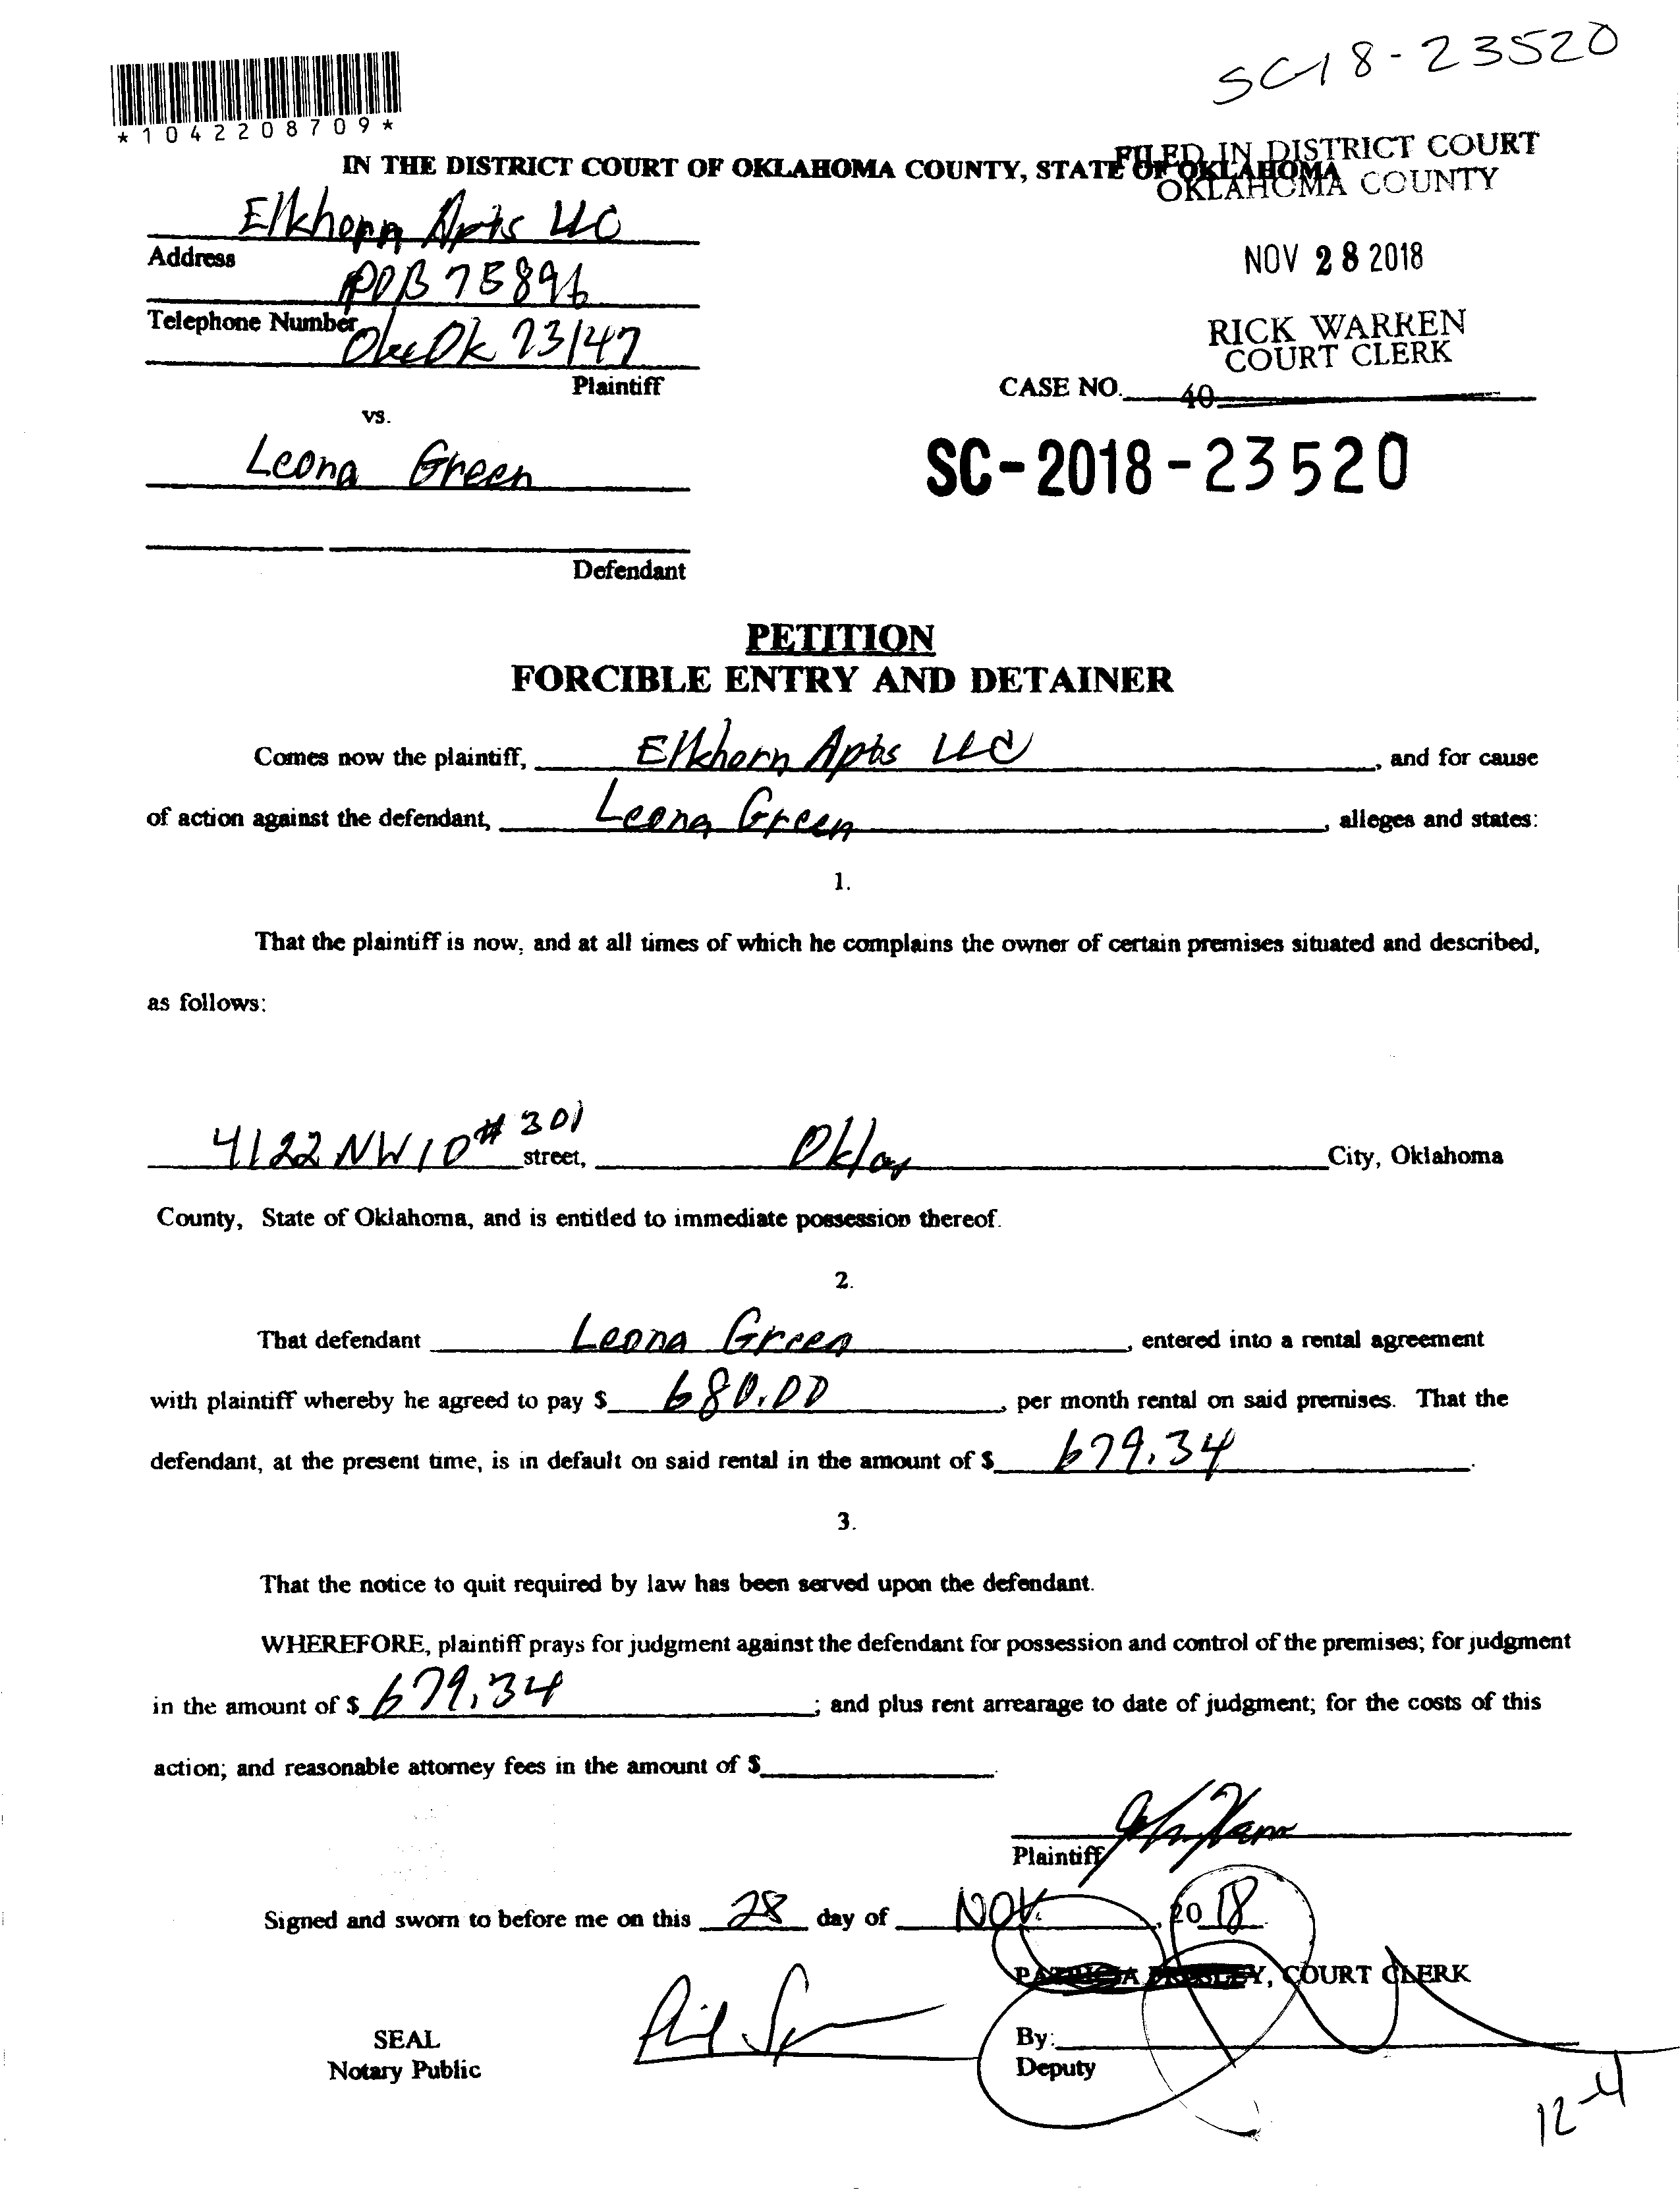 SC-18-23520
*1042208709*
IN THE DISTRICT COURT OF OKLAHOMA COUNTY, STATE OF OKLAHOMA
FILED IN DISTRICT COURT
OKLAHOMA COUNTY
Elkhorn Apts LLC
Address
POB 75896
NOV 28 2018
Telephone Number
Okc Ok 73147
RICK WARREN
COURT CLERK
Plaintiff
CASE NO. 40
vs.
Leona Green
SC-2018-23520
Defendant
PETITION
FORCIBLE ENTRY AND DETAINER
Comes now the plaintiff, Elkhorn Apts LLC, and for cause
of action against the defendant, Leona Green, alleges and states:
1.
That the plaintiff is now, and at all times of which he complains the owner of certain premises situated and described,
as follows:
4122 NW 10 #301 street, Okla City, Oklahoma
County, State of Oklahoma, and is entitled to immediate possession thereof.
2.
That defendant Leona Green, entered into a rental agreement
with plaintiff whereby he agreed to pay $ 680.00, per month rental on said premises. That the
defendant, at the present time, is in default on said rental in the amount of $ 679.34.
3.
That the notice to quit required by law has been served upon the defendant.
WHEREFORE, plaintiff prays for judgment against the defendant for possession and control of the premises; for judgment
in the amount of $ 679.34; and plus rent arrearage to date of judgment; for the costs of this
action; and reasonable attorney fees in the amount of $
Plaintiff
Signed and sworn to before me on this 28 day of Nov., 2018
PATRICIA PRESLEY, COURT CLERK
SEAL
By:
Notary Public
Deputy
12-4